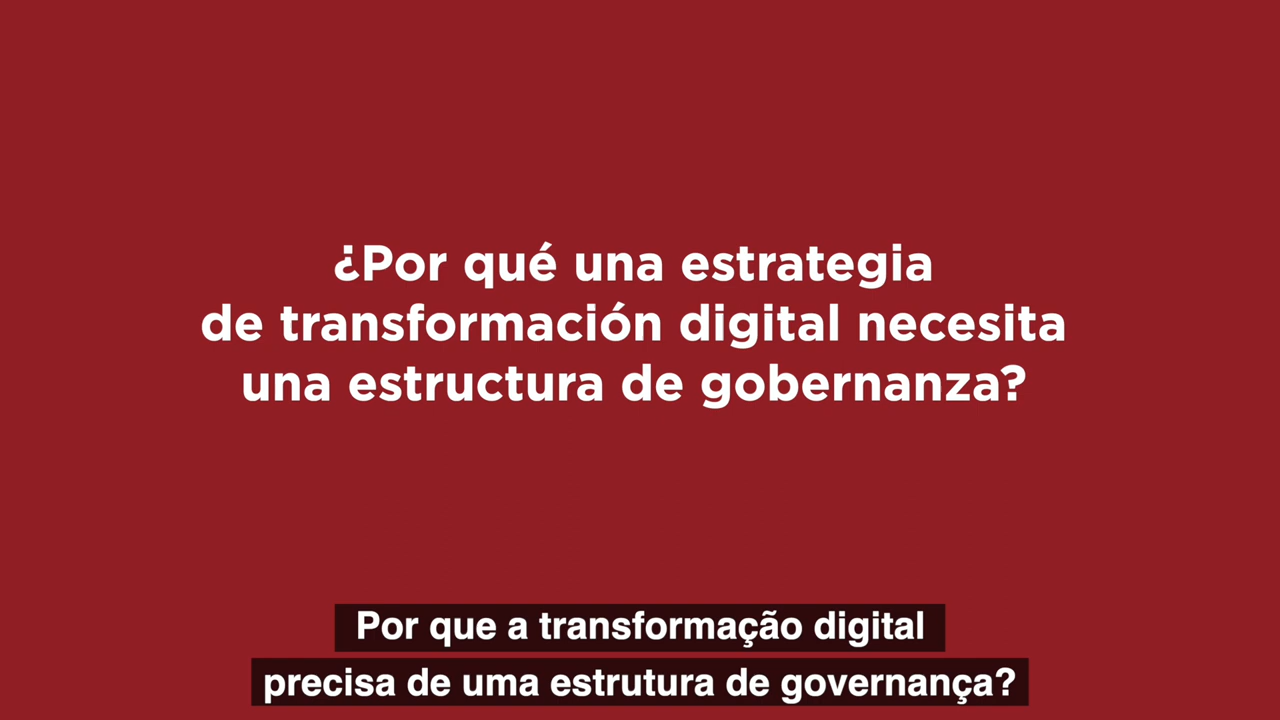 ¿Por qué una estrategia
de transformación digital necesita
una estructura de gobernanza?
Por que a transformação digital
precisa de uma estrutura de governança?